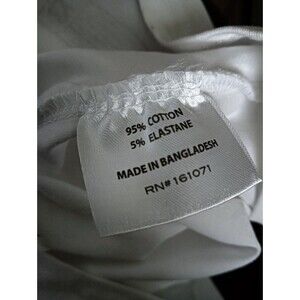 95% COTTON
5% ELASTANE
MADE IN BANGLADESH
RN# 161071